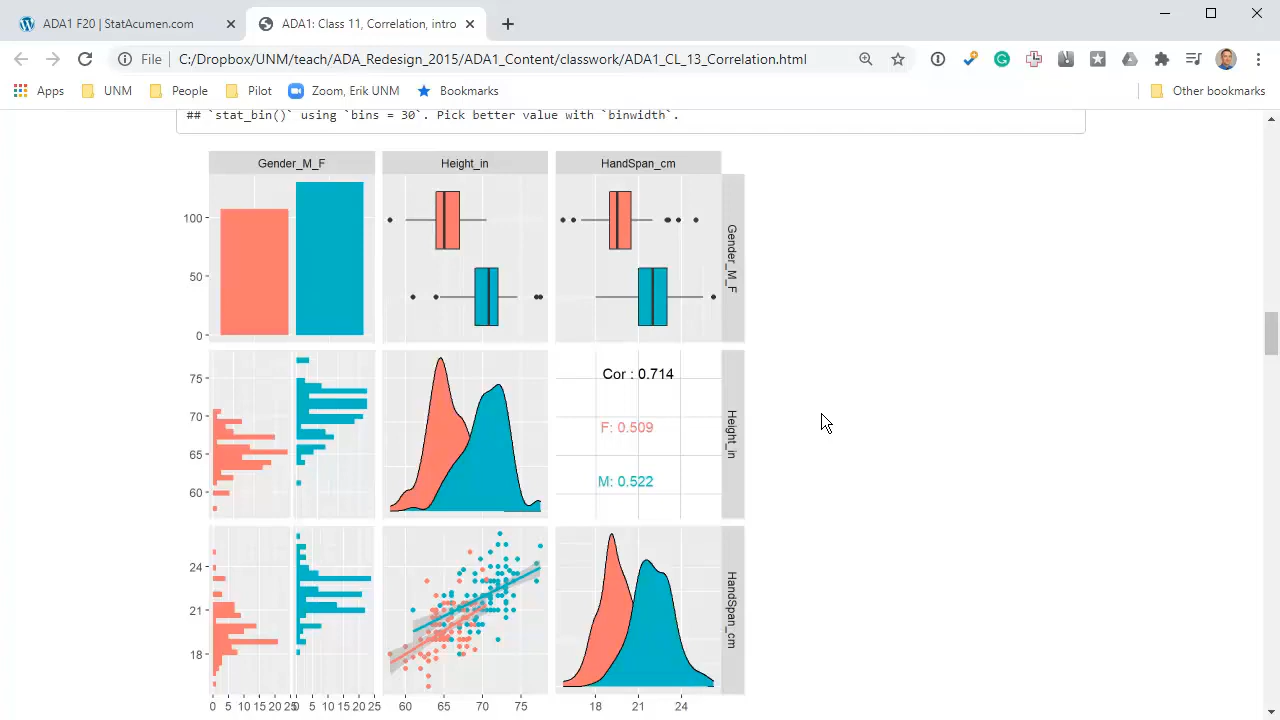 ADA1 F20 | StatAcumen.com
ADA1: Class 11, Correlation, intro
File
C:/Dropbox/UNM/teach/ADA_Redesign_2015/ADA1_Content/classwork/ADA1_CL_13_Correlation.html
Apps UNM People Pilot Zoom, Erik UNM Bookmarks Other bookmarks
## `stat_bin()` using `bins = 30`. Pick better value with `binwidth`.
Gender_M_F Height_in HandSpan_cm
100
50
0
Gender_M_F
75
70
65
60
Cor : 0.714
F: 0.509
M: 0.522
Height_in
24
21
18
HandSpan_cm
0 5 10 15 20 25 0 5 10 15 20 25 60 65 70 75 18 21 24